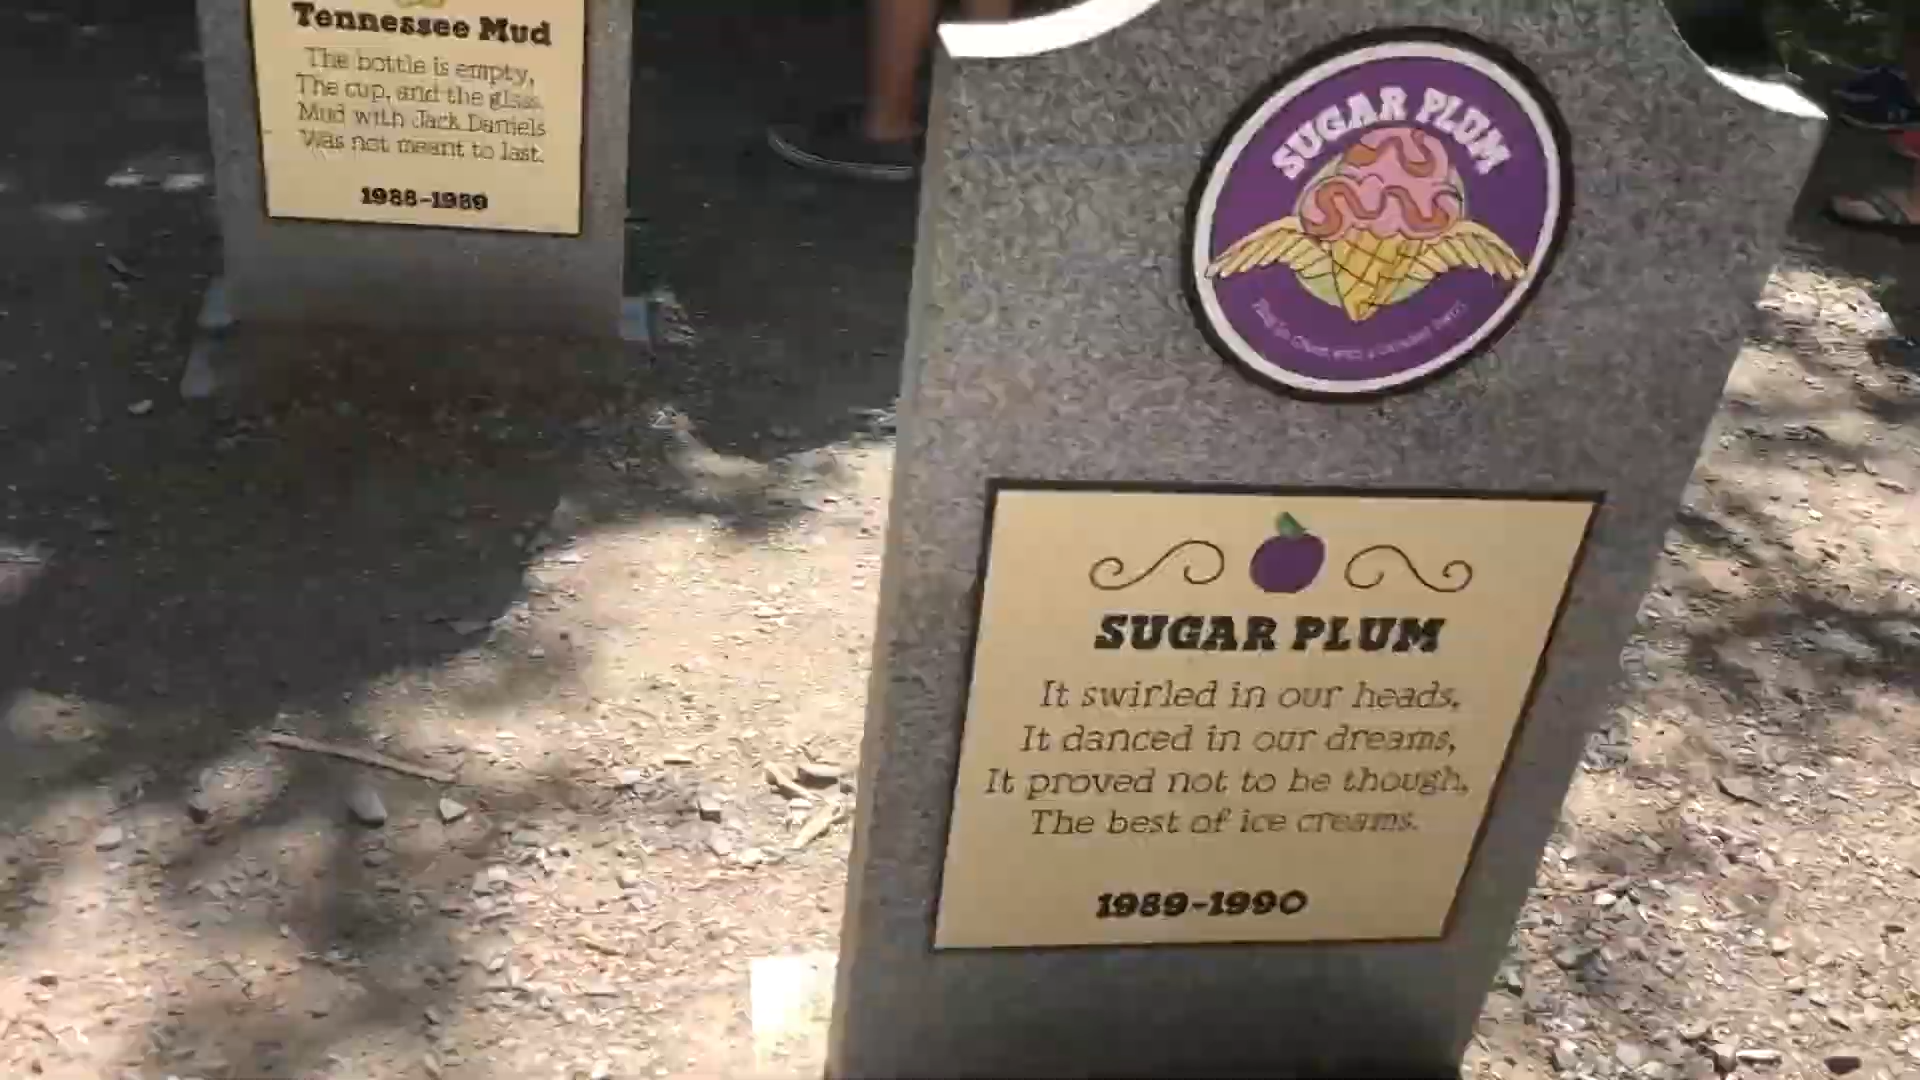 Tennessee Mud
The bottle is empty,
The cup, and the glass.
Mud with Jack Daniels
Was not meant to last.
1988-1989
SUGAR PLUM
SUGAR PLUM
It swirled in our heads,
It danced in our dreams,
It proved not to be though,
The best of ice creams.
1989-1990